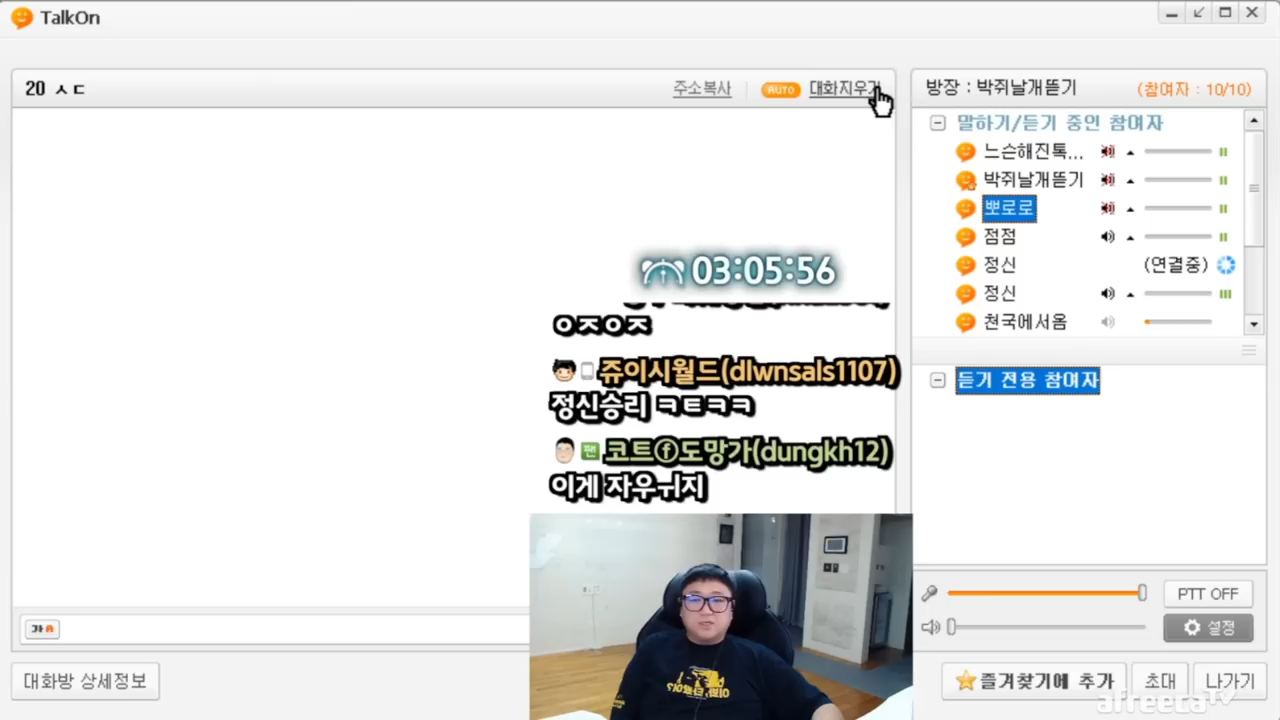 TalkOn
20 ㅅㄷ
주소복사
AUTO
대화지우기
방장 : 박쥐날개뜯기
(참여자 : 10/10)
말하기/듣기 중인 참여자
느슨해진톡...
박쥐날개뜯기
뽀로로
점점
정신
(연결중)
정신
천국에서옴
03:05:56
ㅇㅈㅇㅈ
쥬이시월드(dlwnsals1107)
정신승리 ㅋㅌㅋㅋ
팬 코트ⓕ도망가(dungkh12)
이게 자우ㅟ지
듣기 전용 참여자
가a
PTT OFF
설정
대화방 상세정보
즐겨찾기에 추가
초대
나가기
afreecaTV